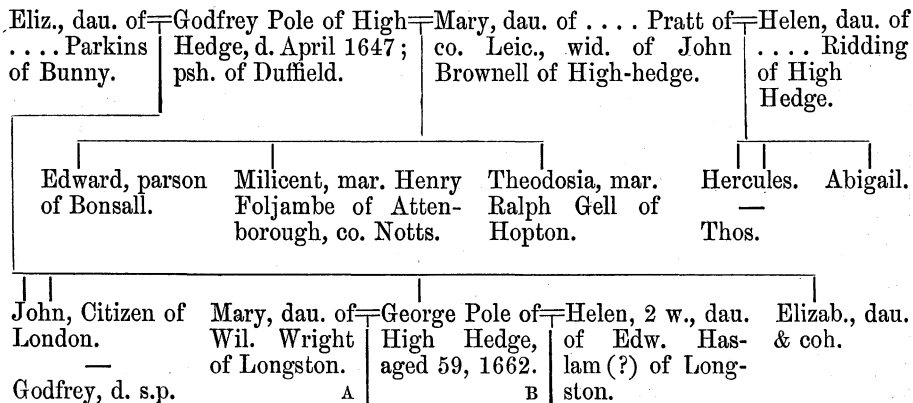 Eliz., dau. of
. . . . Parkins
of Bunny.
Godfrey Pole of High
Hedge, d. April 1647 ;
psh. of Duffield.
Mary, dau. of . . . . Pratt of
co. Leic., wid. of John
Brownell of High-hedge.
Helen, dau. of
. . . . Ridding
of High
Hedge.
Edward, parson
of Bonsall.
Milicent, mar. Henry
Foljambe of Atten-
borough, co. Notts.
Theodosia, mar.
Ralph Gell of
Hopton.
Hercules.
—
Thos.
Abigail.
John, Citizen of
London.
—
Godfrey, d. s.p.
Mary, dau. of
Wil. Wright
of Longston.
A
George Pole of
High Hedge,
aged 59, 1662.
B
Helen, 2 w., dau.
of Edw. Has-
lam (?) of Long-
ston.
Elizab., dau.
& coh.